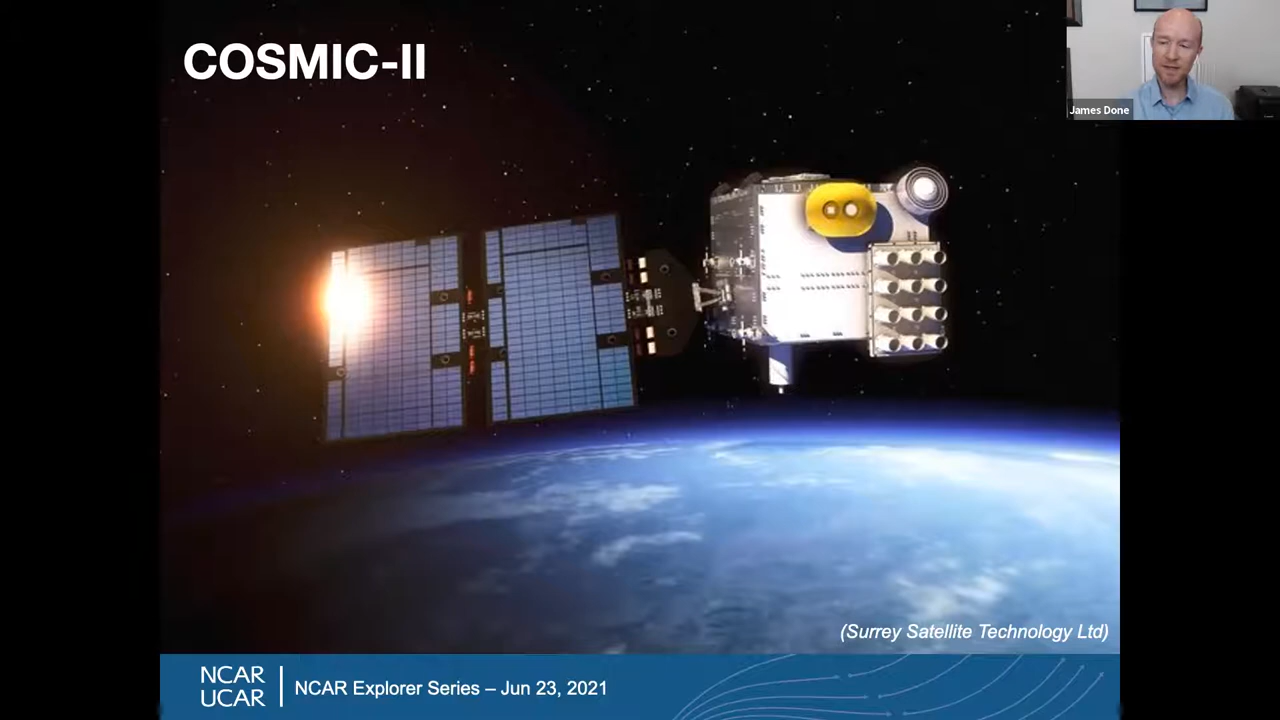 COSMIC-II
James Done
(Surrey Satellite Technology Ltd)
NCAR
UCAR
NCAR Explorer Series – Jun 23, 2021